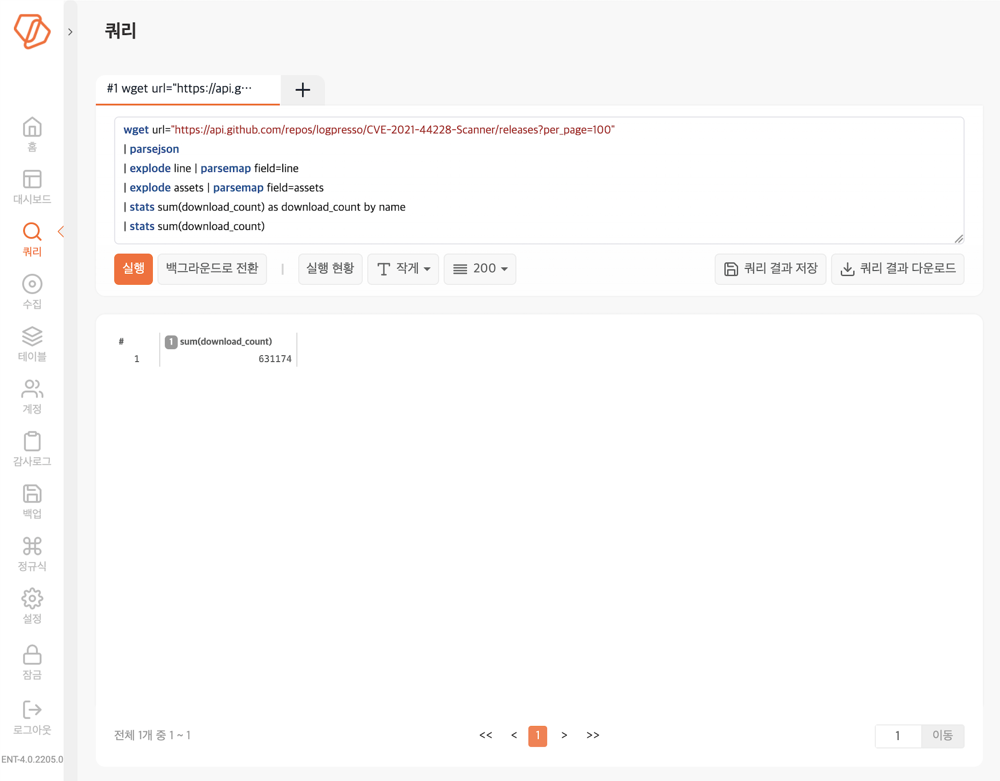 쿼리
#1 wget url="https://api.g⋯
wget url="https://api.github.com/repos/logpresso/CVE-2021-44228-Scanner/releases?per_page=100"
| parsejson
| explode line | parsemap field=line
| explode assets | parsemap field=assets
| stats sum(download_count) as download_count by name
| stats sum(download_count)
실행 백그라운드로 전환 | 실행 현황 작게 200 쿼리 결과 저장 쿼리 결과 다운로드
# 1 sum(download_count)
1 631174
전체 1개 중 1 ~ 1 << < 1 > >> 1 이동
홈
대시보드
쿼리
수집
테이블
계정
감사로그
백업
정규식
설정
잠금
로그아웃
ENT-4.0.2205.0